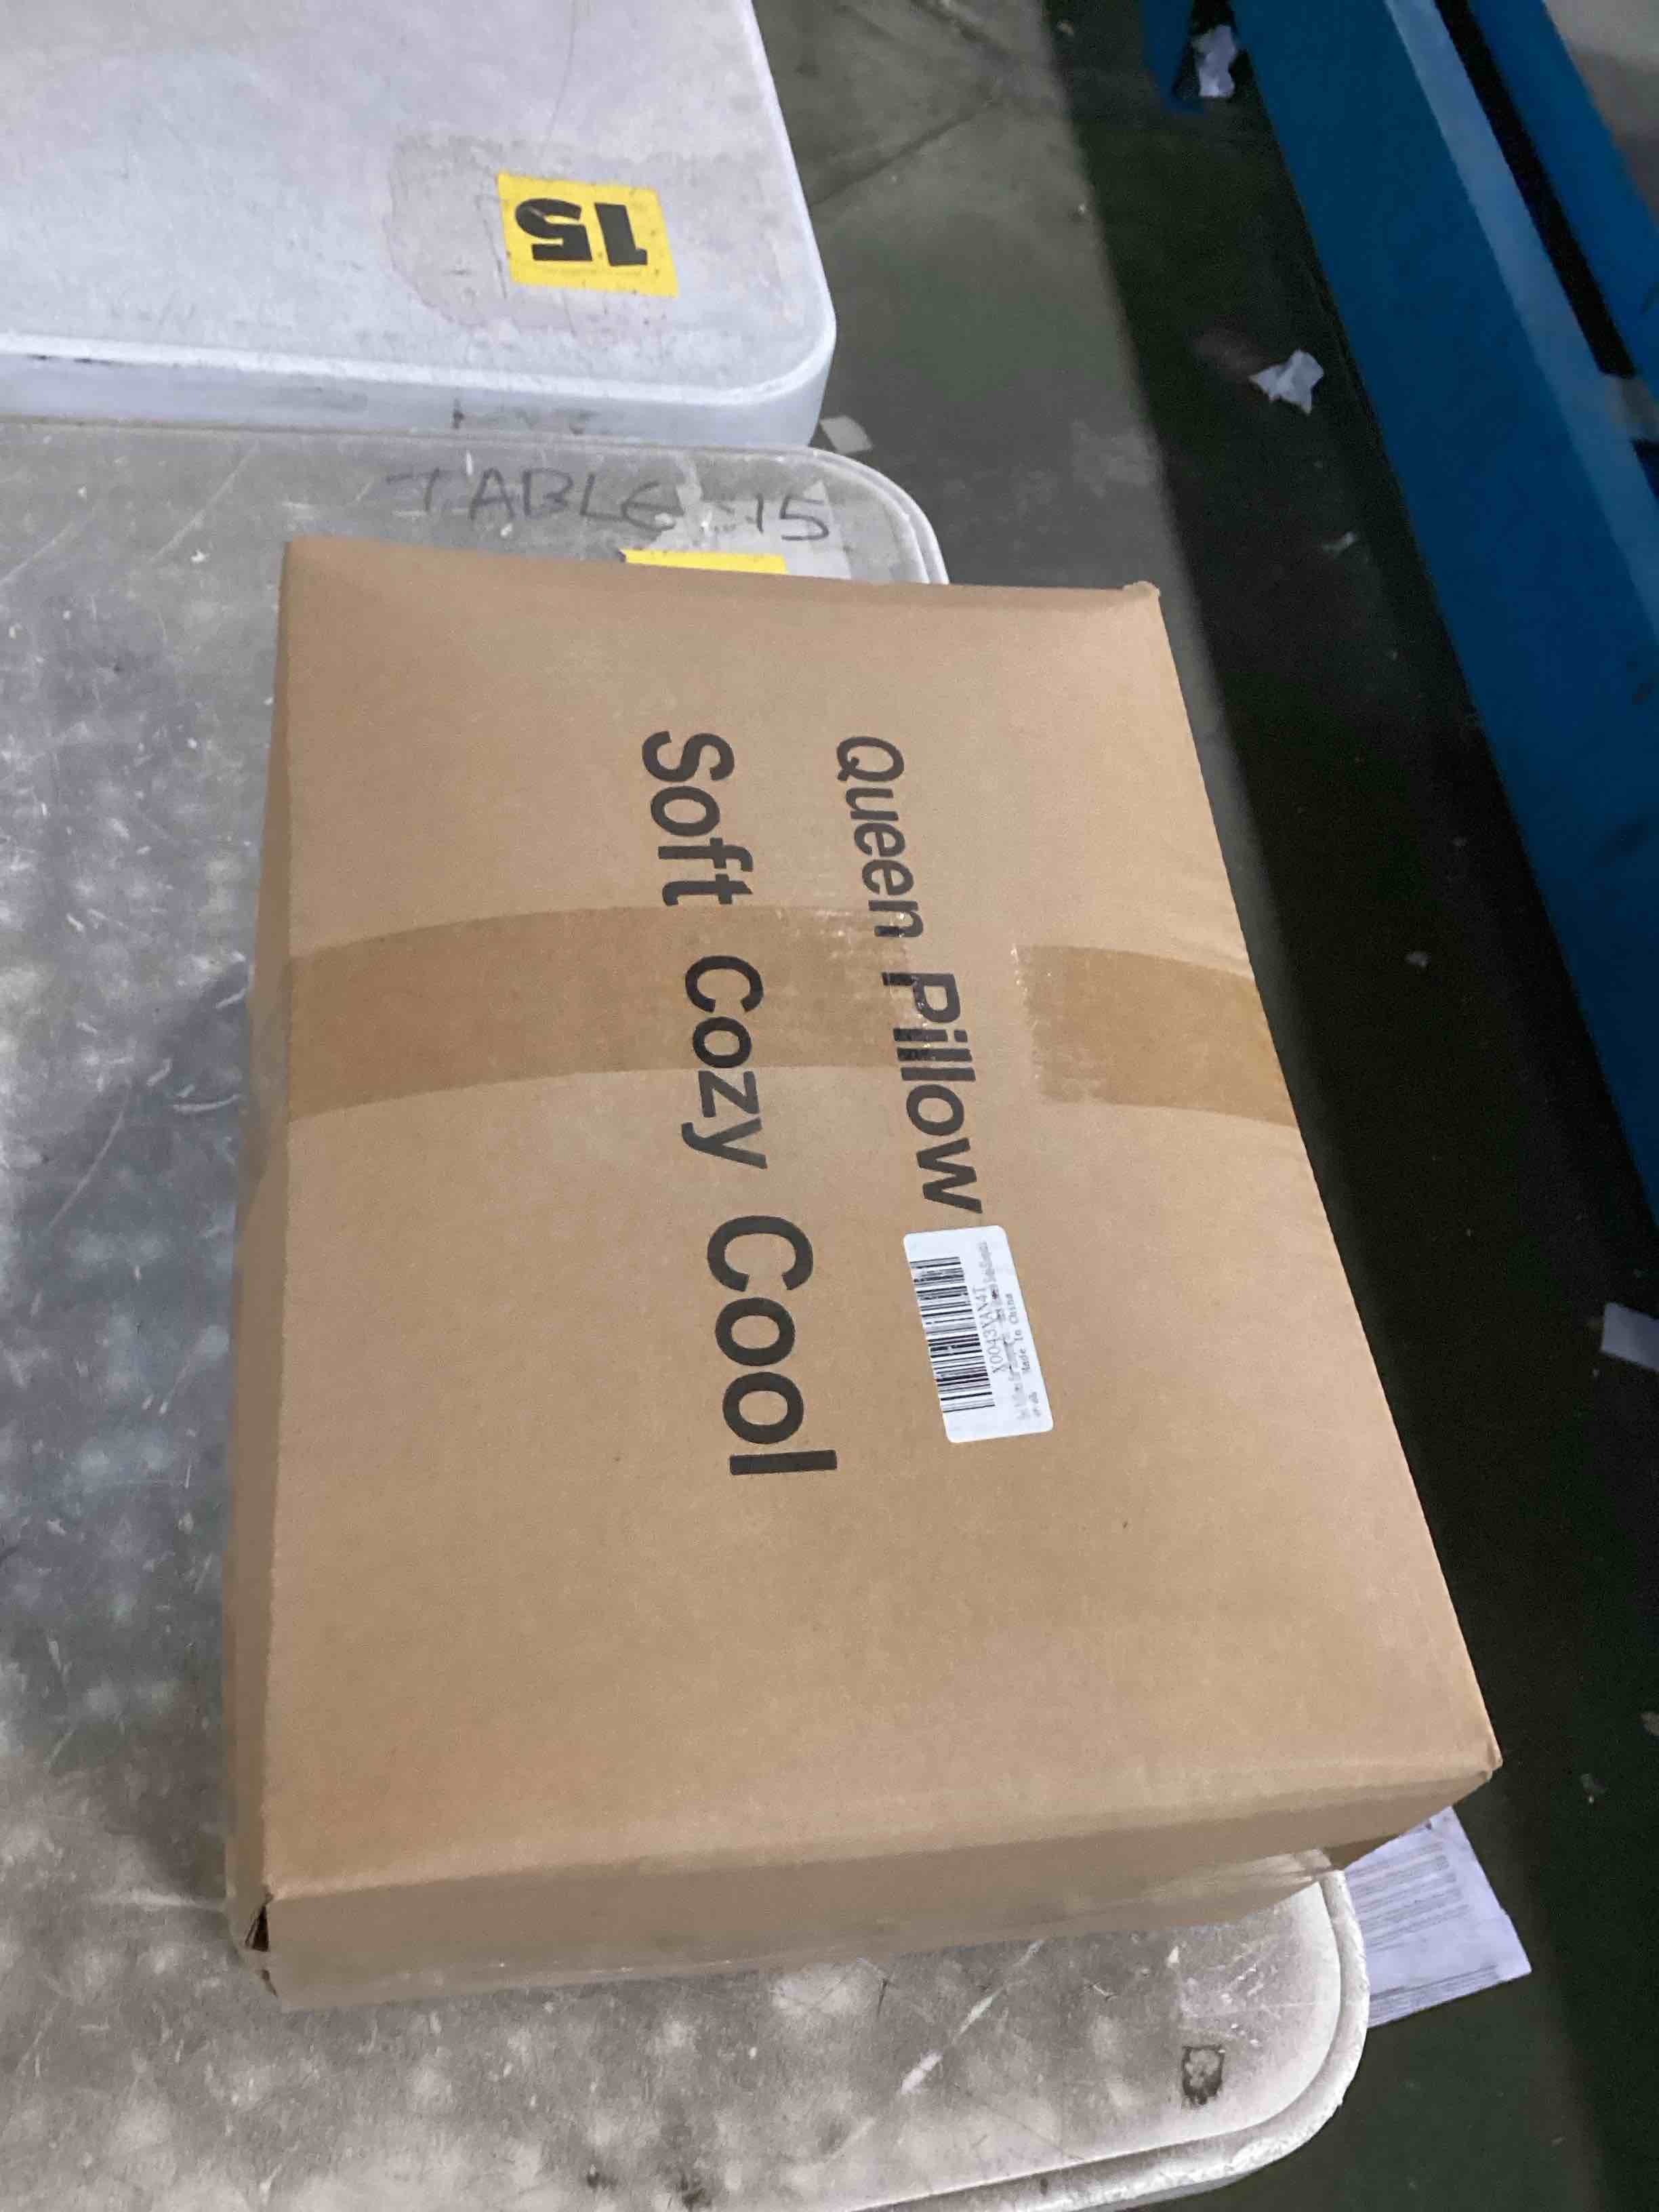 15
TABLE 15
Queen Pillow
Soft Cozy Cool
X0043YAN4T
Made In China